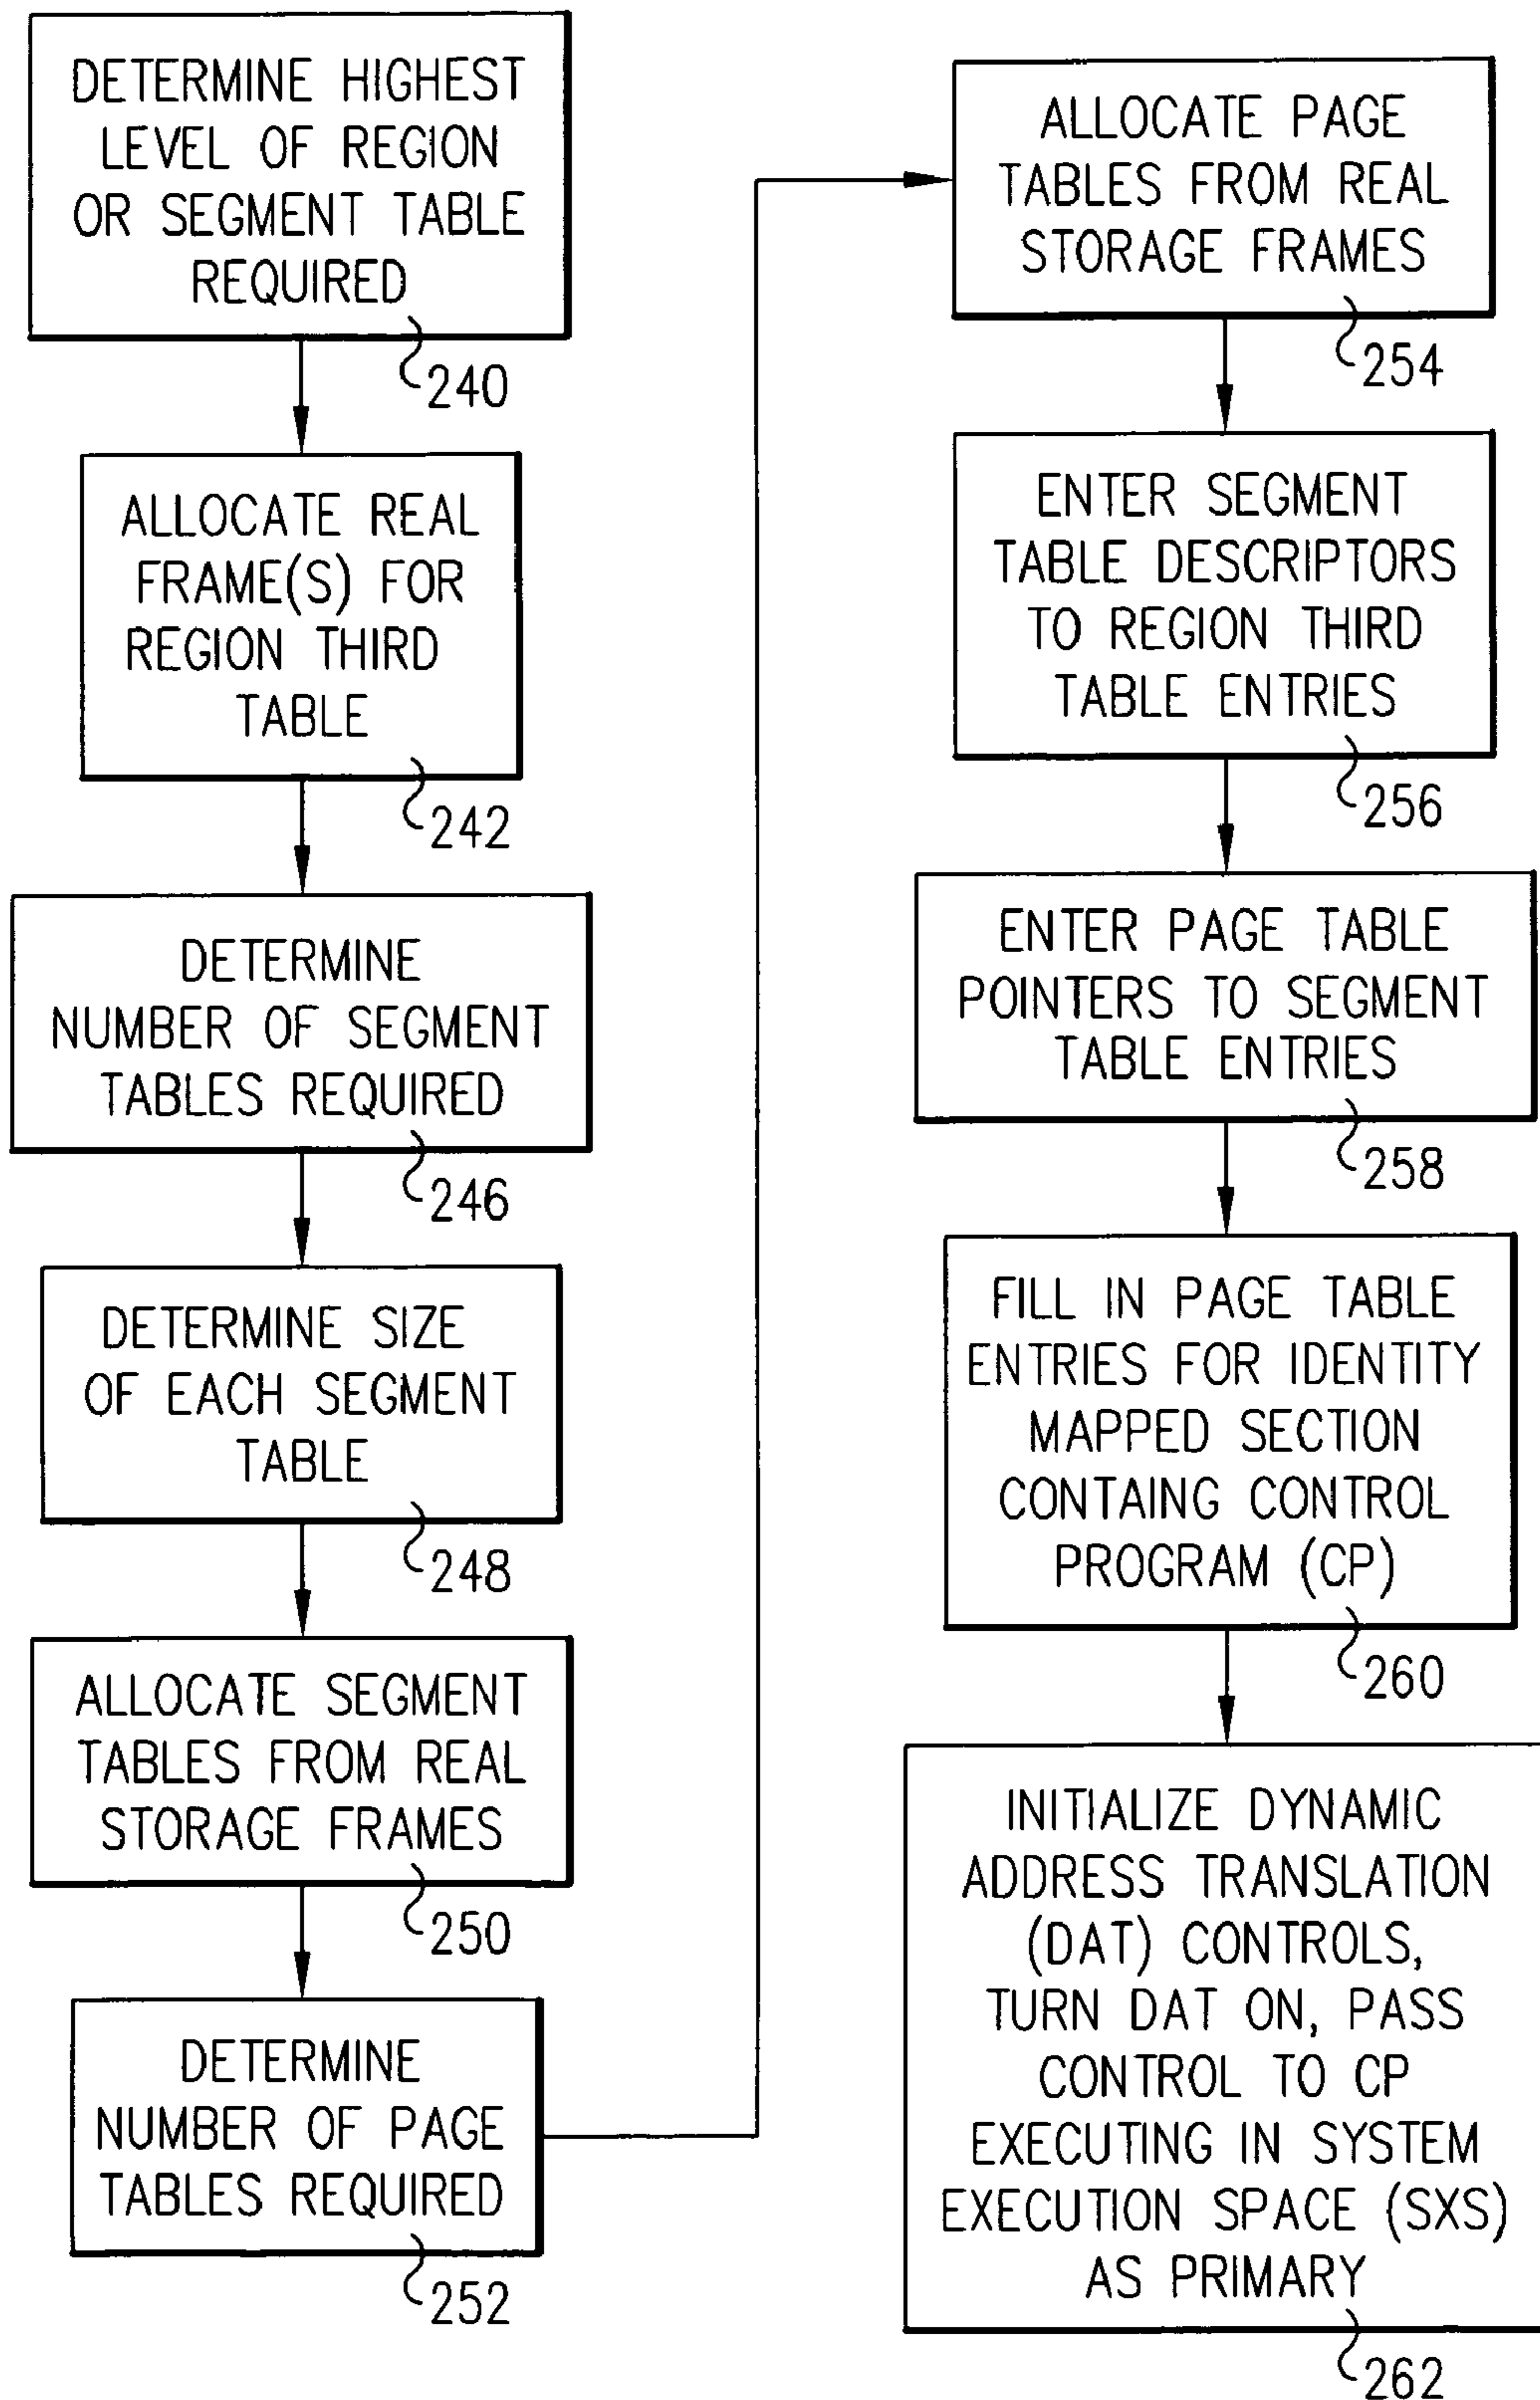 DETERMINE HIGHEST
LEVEL OF REGION
OR SEGMENT TABLE
REQUIRED
240
ALLOCATE REAL
FRAME(S) FOR
REGION THIRD
TABLE
242
DETERMINE
NUMBER OF SEGMENT
TABLES REQUIRED
246
DETERMINE SIZE
OF EACH SEGMENT
TABLE
248
ALLOCATE SEGMENT
TABLES FROM REAL
STORAGE FRAMES
250
DETERMINE
NUMBER OF PAGE
TABLES REQUIRED
252
ALLOCATE PAGE
TABLES FROM REAL
STORAGE FRAMES
254
ENTER SEGMENT
TABLE DESCRIPTORS
TO REGION THIRD
TABLE ENTRIES
256
ENTER PAGE TABLE
POINTERS TO SEGMENT
TABLE ENTRIES
258
FILL IN PAGE TABLE
ENTRIES FOR IDENTITY
MAPPED SECTION
CONTAING CONTROL
PROGRAM (CP)
260
INITIALIZE DYNAMIC
ADDRESS TRANSLATION
(DAT) CONTROLS,
TURN DAT ON, PASS
CONTROL TO CP
EXECUTING IN SYSTEM
EXECUTION SPACE (SXS)
AS PRIMARY
262